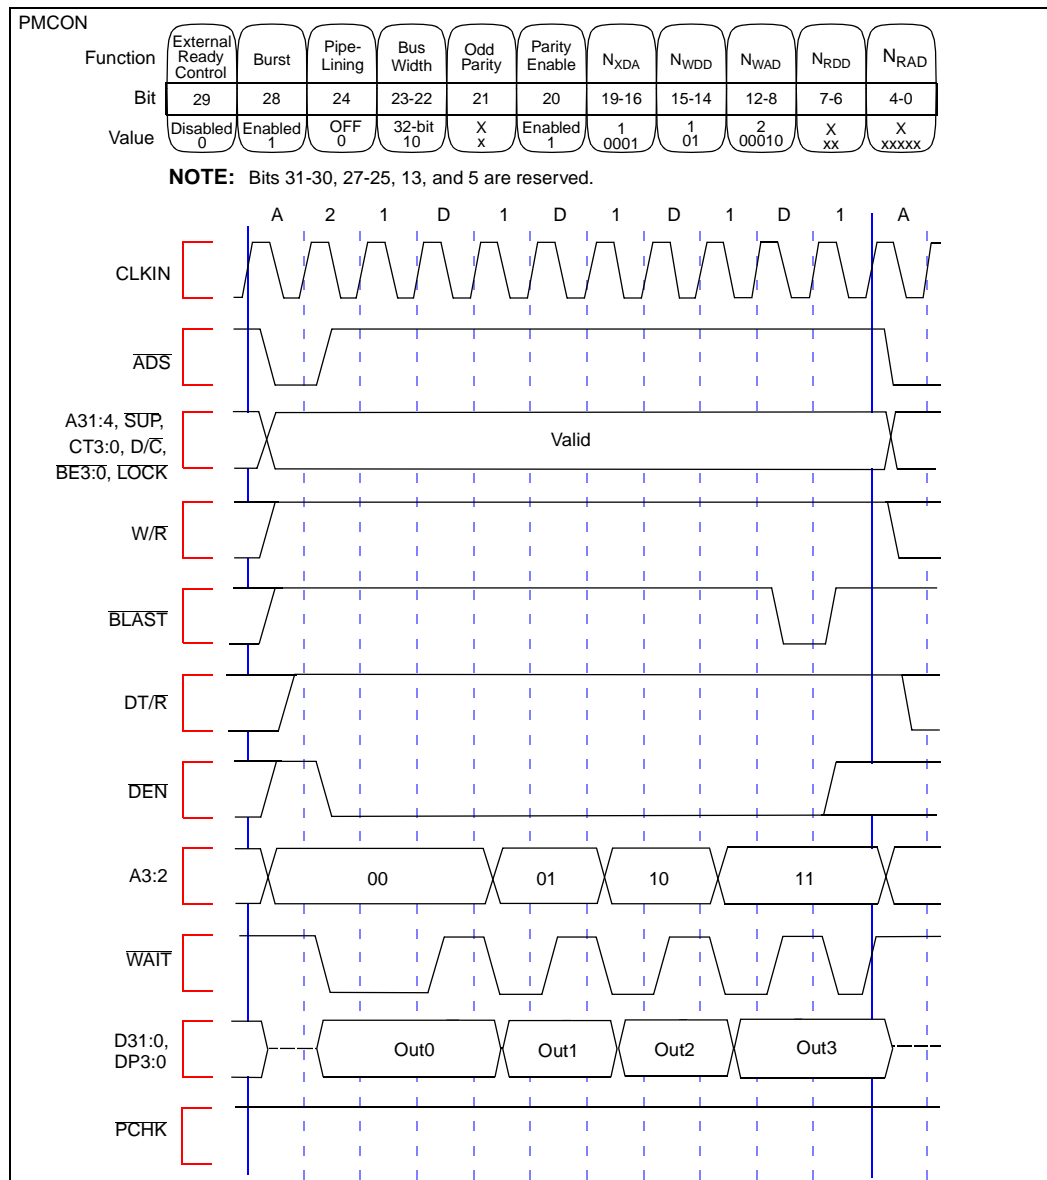 PMCON
Function
External Ready Control
Burst
Pipe-Lining
Bus Width
Odd Parity
Parity Enable
NXDA
NWDD
NWAD
NRDD
NRAD
Bit
29
28
24
23-22
21
20
19-16
15-14
12-8
7-6
4-0
Value
Disabled 0
Enabled 1
OFF 0
32-bit 10
X x
Enabled 1
1 0001
1 01
2 00010
X xx
X xxxxx
NOTE: Bits 31-30, 27-25, 13, and 5 are reserved.
A 2 1 D 1 D 1 D 1 D 1 A
CLKIN
ADS
A31:4, SUP,
CT3:0, D/C,
BE3:0, LOCK
Valid
W/R
BLAST
DT/R
DEN
A3:2
00 01 10 11
WAIT
D31:0,
DP3:0
Out0 Out1 Out2 Out3
PCHK